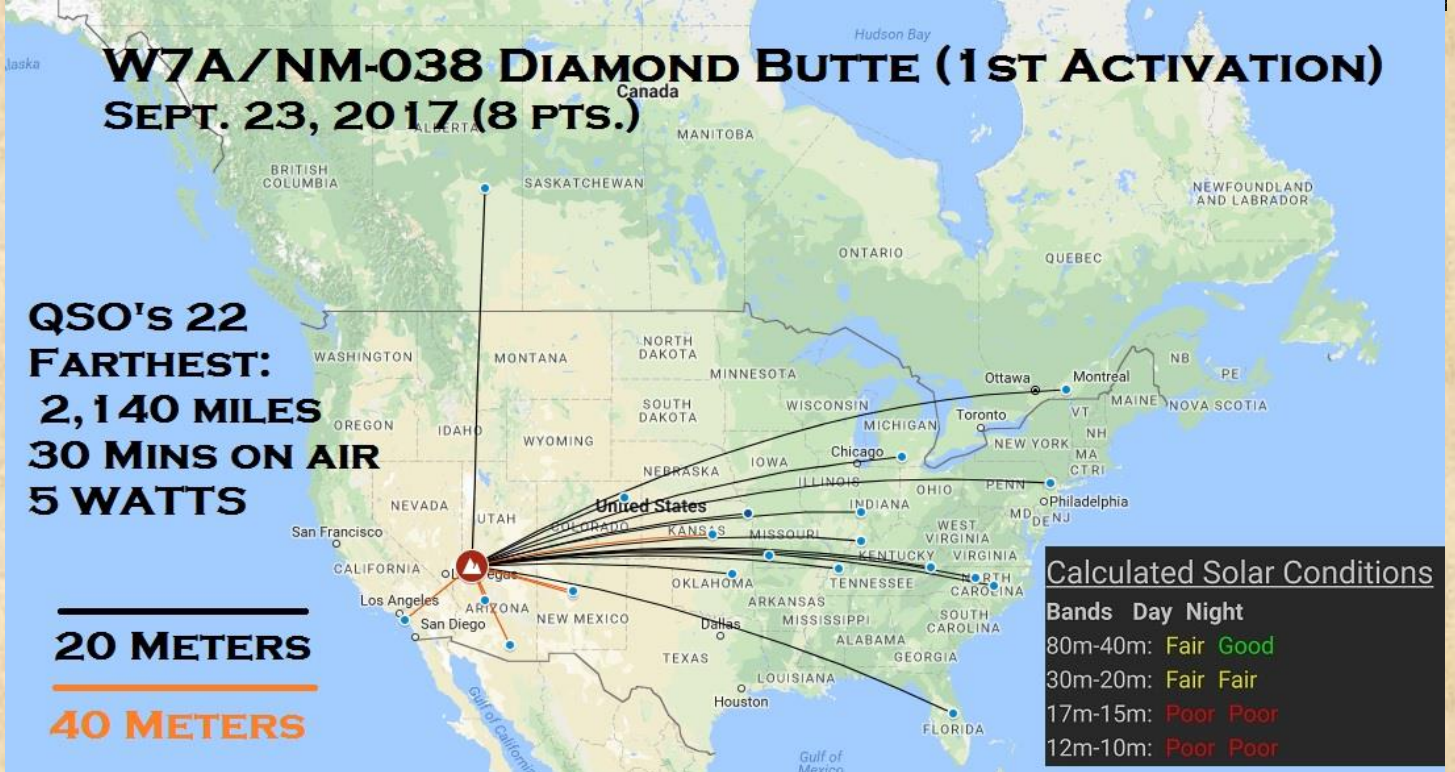 Hudson Bay
laska
W7A/NM-038 Diamond Butte (1st Activation)
Canada
Sept. 23, 2017 (8 pts.)
ALBERTA
MANITOBA
BRITISH
COLUMBIA
SASKATCHEWAN
NEWFOUNDLAND
AND LABRADOR
ONTARIO
QUEBEC
QSO's 22
Farthest:
2,140 miles
30 Mins on air
5 watts
WASHINGTON
MONTANA
NORTH
DAKOTA
MINNESOTA
Ottawa
Montreal
NB
PE
OREGON
IDAHO
SOUTH
DAKOTA
WISCONSIN
MICHIGAN
Toronto
VT
MAINE
NOVA SCOTIA
WYOMING
NH
NEW YORK
MA
CT RI
Chicago
IOWA
NEBRASKA
ILLINOIS
OHIO
PENN
NEVADA
UTAH
United States
COLORADO
KANSAS
MISSOURI
INDIANA
Philadelphia
MD
DE
NJ
WEST
VIRGINIA
San Francisco
KENTUCKY
VIRGINIA
CALIFORNIA
Las Vegas
OKLAHOMA
TENNESSEE
NORTH
CAROLINA
Los Angeles
ARIZONA
NEW MEXICO
ARKANSAS
MISSISSIPPI
SOUTH
CAROLINA
San Diego
Dallas
ALABAMA
GEORGIA
TEXAS
LOUISIANA
Houston
FLORIDA
Gulf of California
Gulf of
Mexico
20 Meters
40 Meters
Calculated Solar Conditions
Bands Day Night
80m-40m: Fair Good
30m-20m: Fair Fair
17m-15m: Poor Poor
12m-10m: Poor Poor